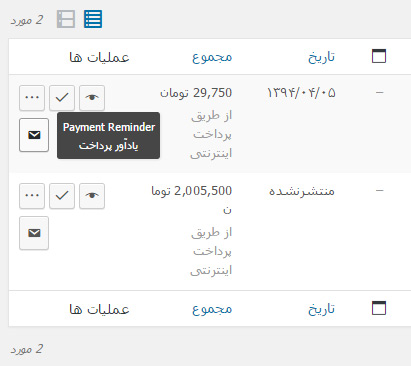 2 مورد
تاریخ
مجموع
عملیات ها
–
۱۳۹۴/۰۴/۰۵
29,750 تومان
از طریق
پرداخت
اینترنتی
Payment Reminder
یادآور پرداخت
–
منتشرنشده
2,005,500 توما
ن
از طریق
پرداخت
اینترنتی
تاریخ
مجموع
عملیات ها
2 مورد